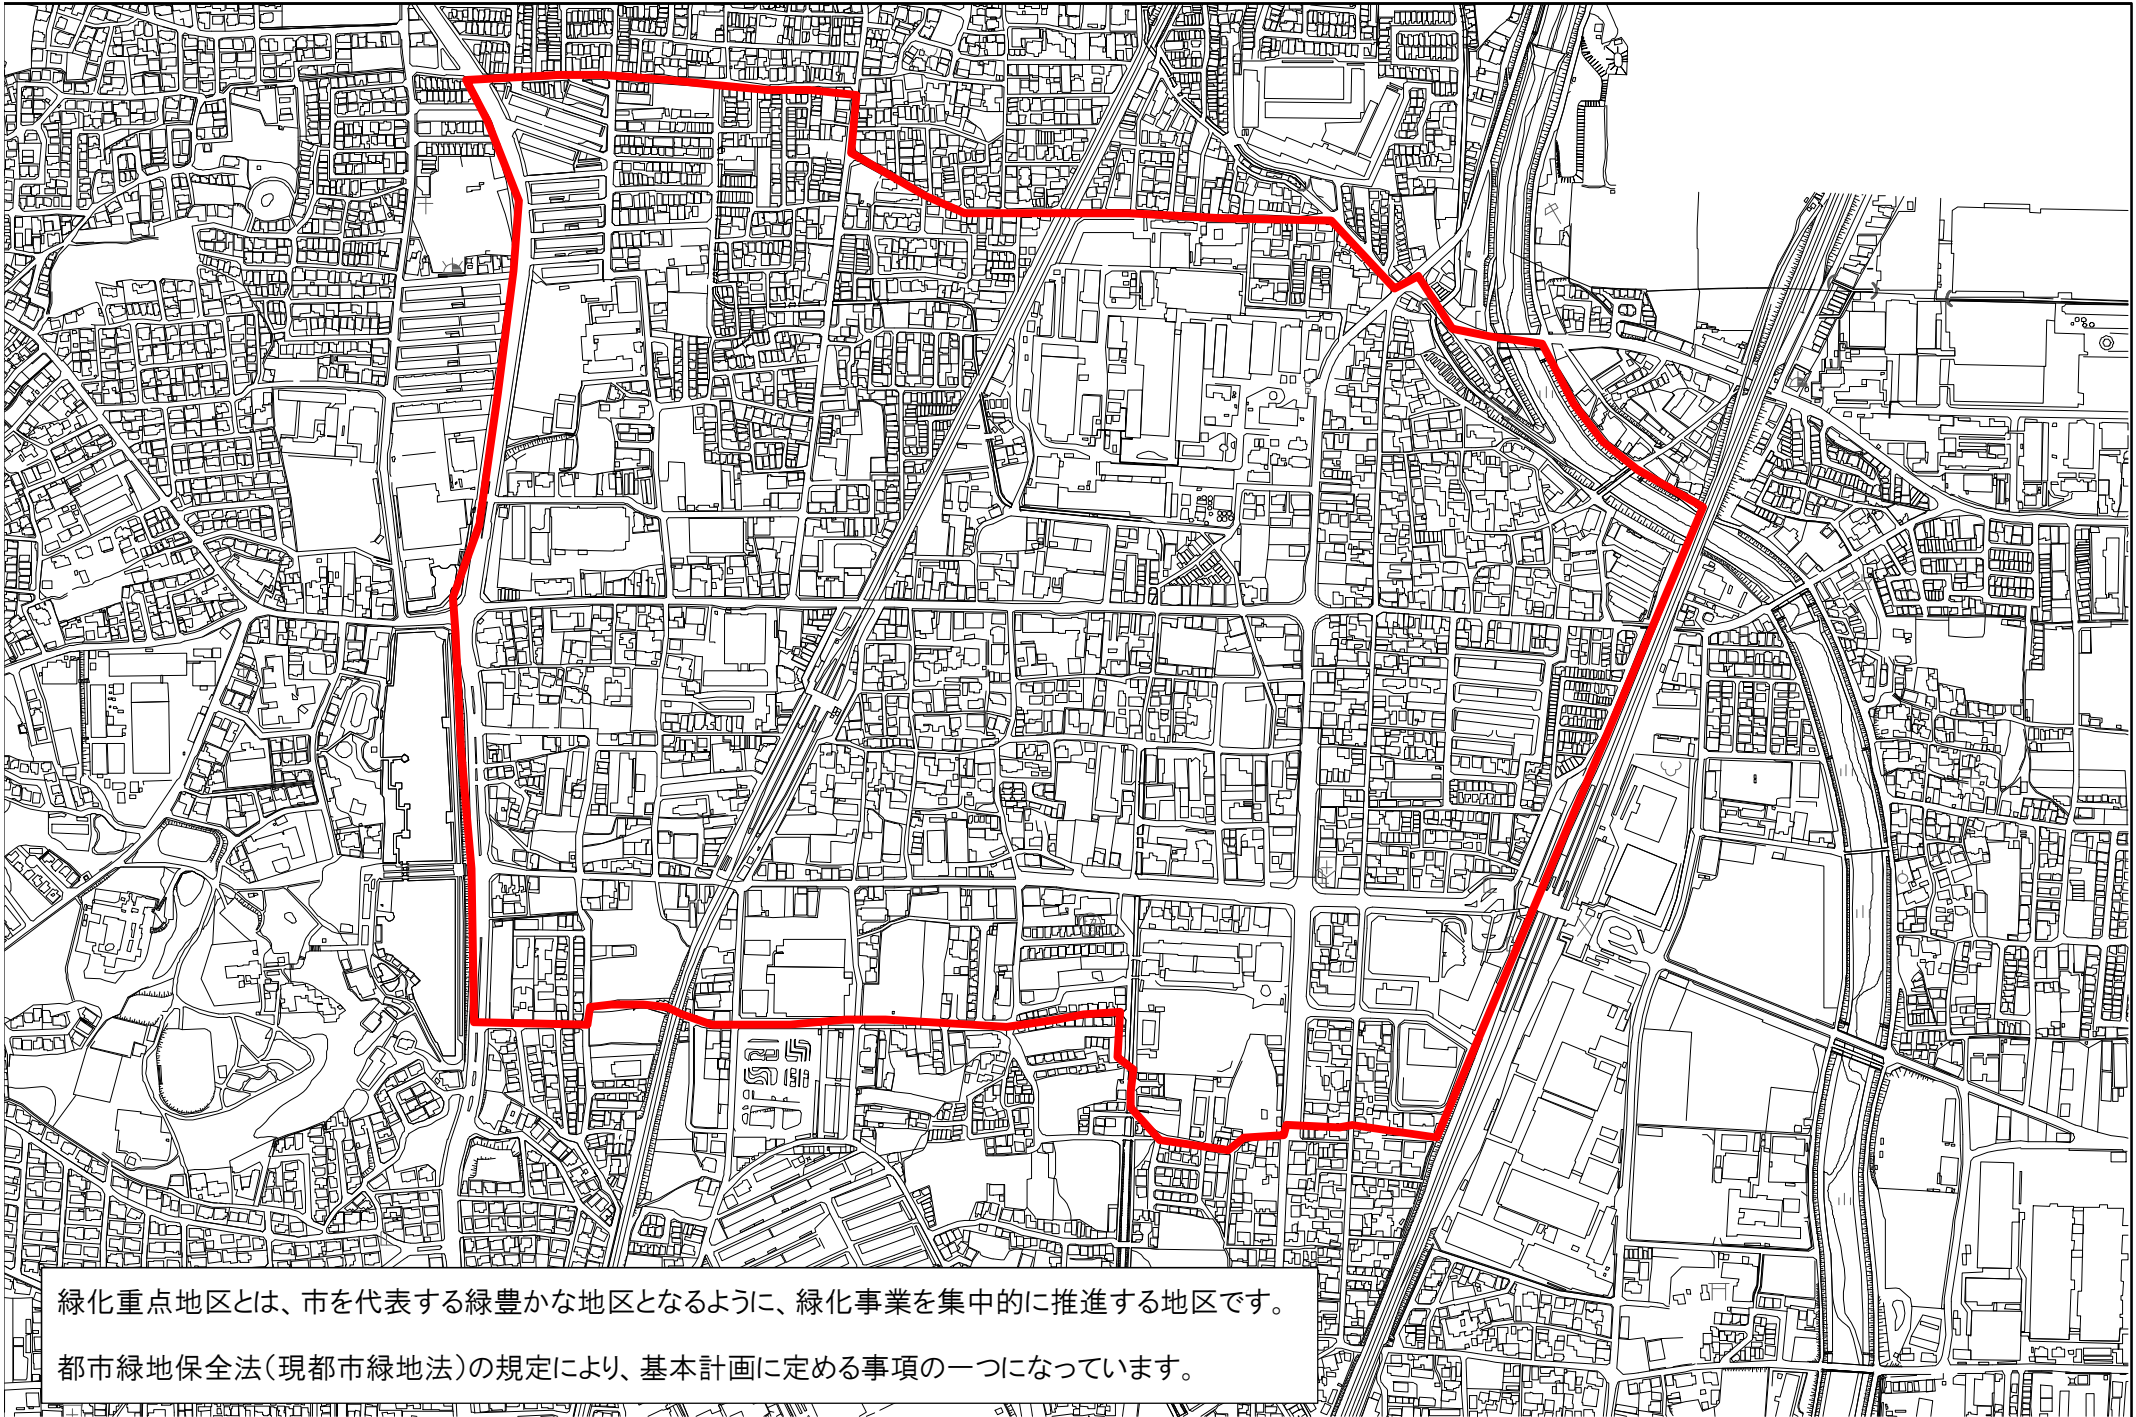 緑化重点地区とは、市を代表する緑豊かな地区となるように、緑化事業を集中的に推進する地区です。
都市緑地保全法（現都市緑地法）の規定により、基本計画に定める事項の一つになっています。